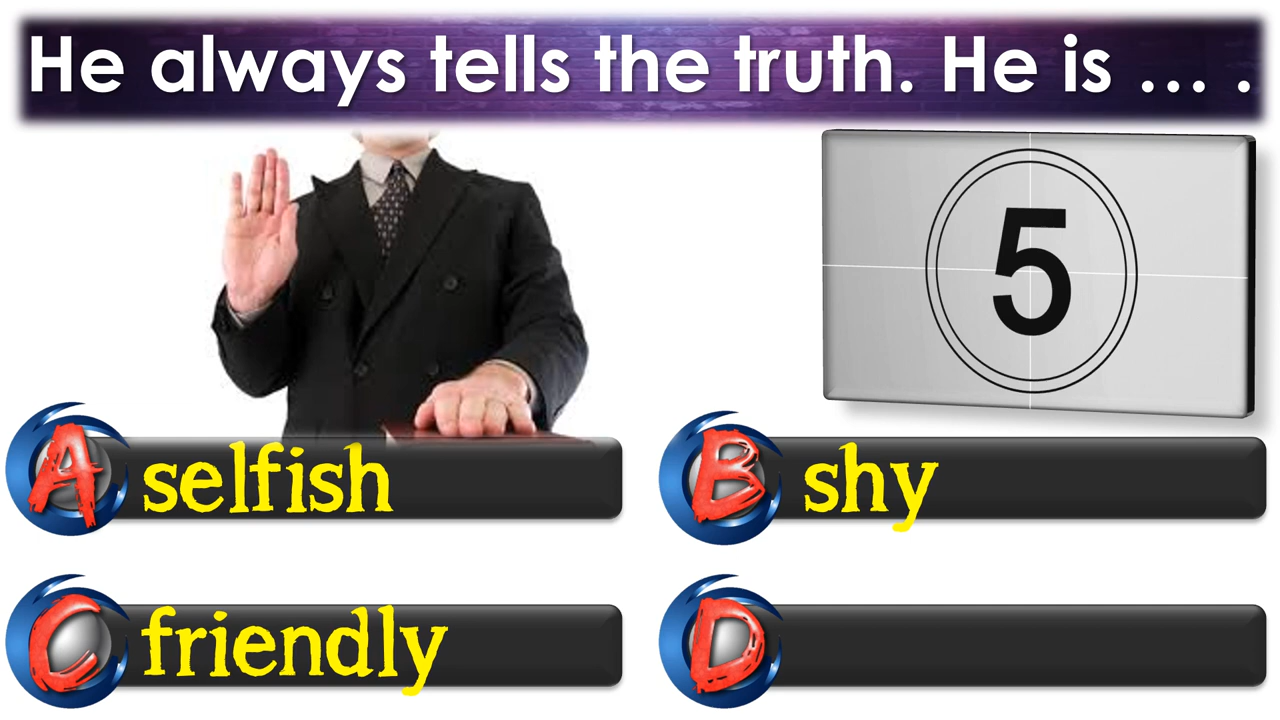 He always tells the truth. He is ... .
5
A selfish
B shy
C friendly
D